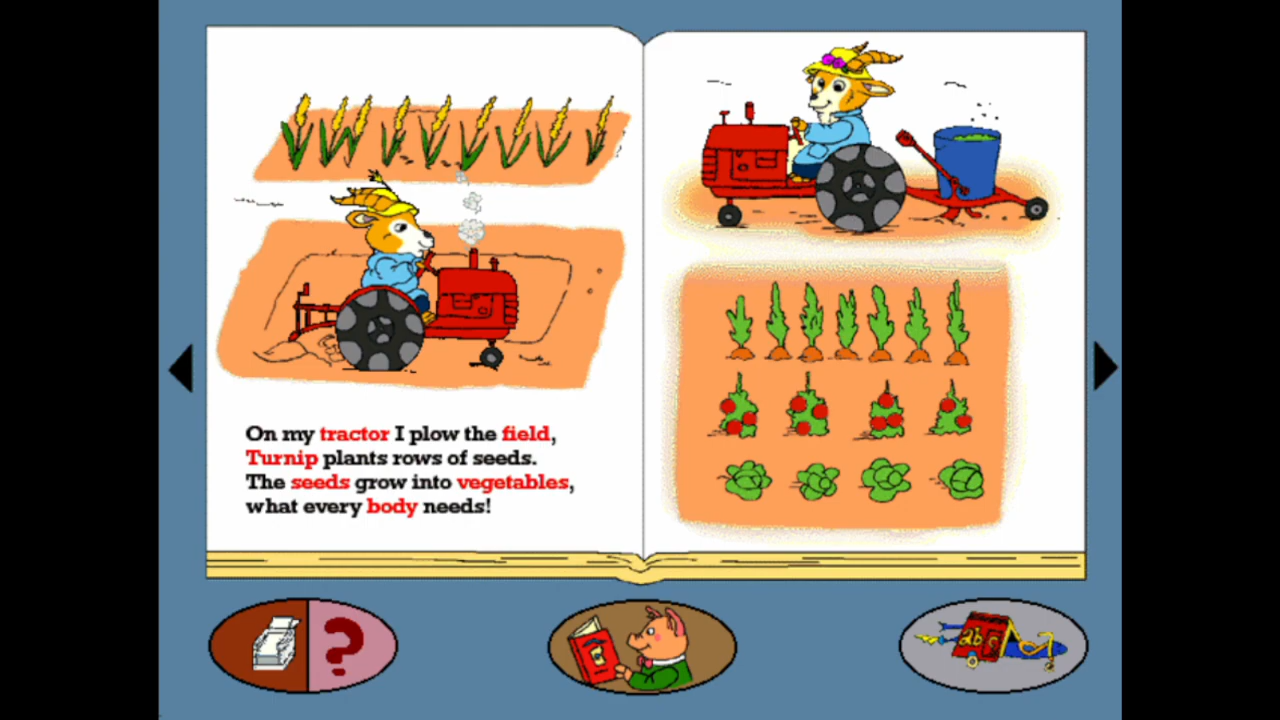 On my tractor I plow the field,
Turnip plants rows of seeds.
The seeds grow into vegetables,
what every body needs!
?
abc